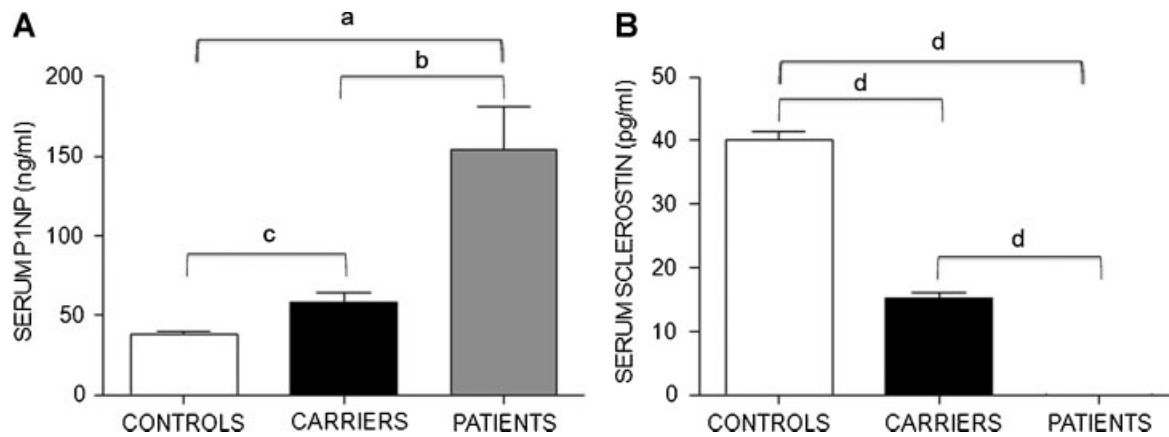 A
a
b
c
SERUM P1NP (ng/ml)
200
150
100
50
0
CONTROLS CARRIERS PATIENTS
B
d
d
d
SERUM SCLEROSTIN (pg/ml)
50
40
30
20
10
0
CONTROLS CARRIERS PATIENTS